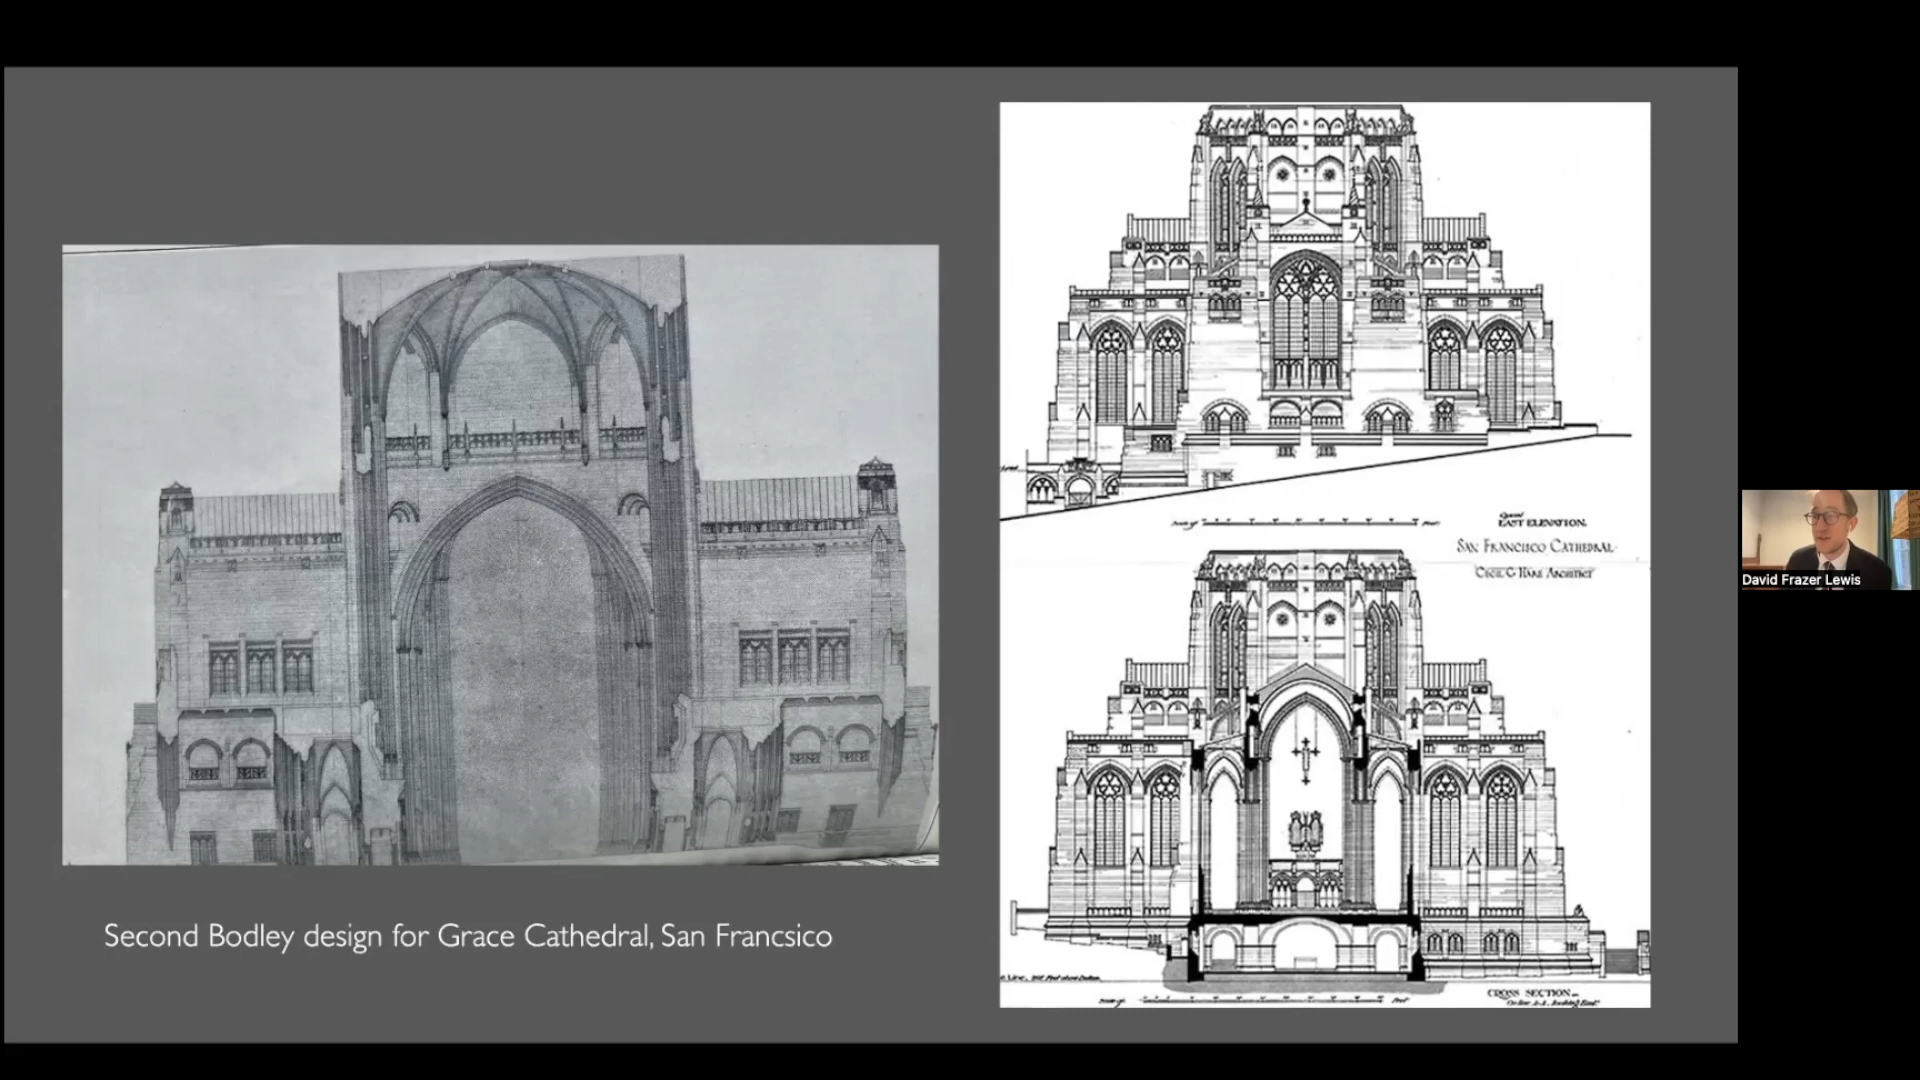 Second Bodley design for Grace Cathedral, San Francsico
EAST ELEVATION.
SAN FRANCISCO CATHEDRAL
CECIL G HARE ARCHITECT
CROSS SECTION
David Frazer Lewis